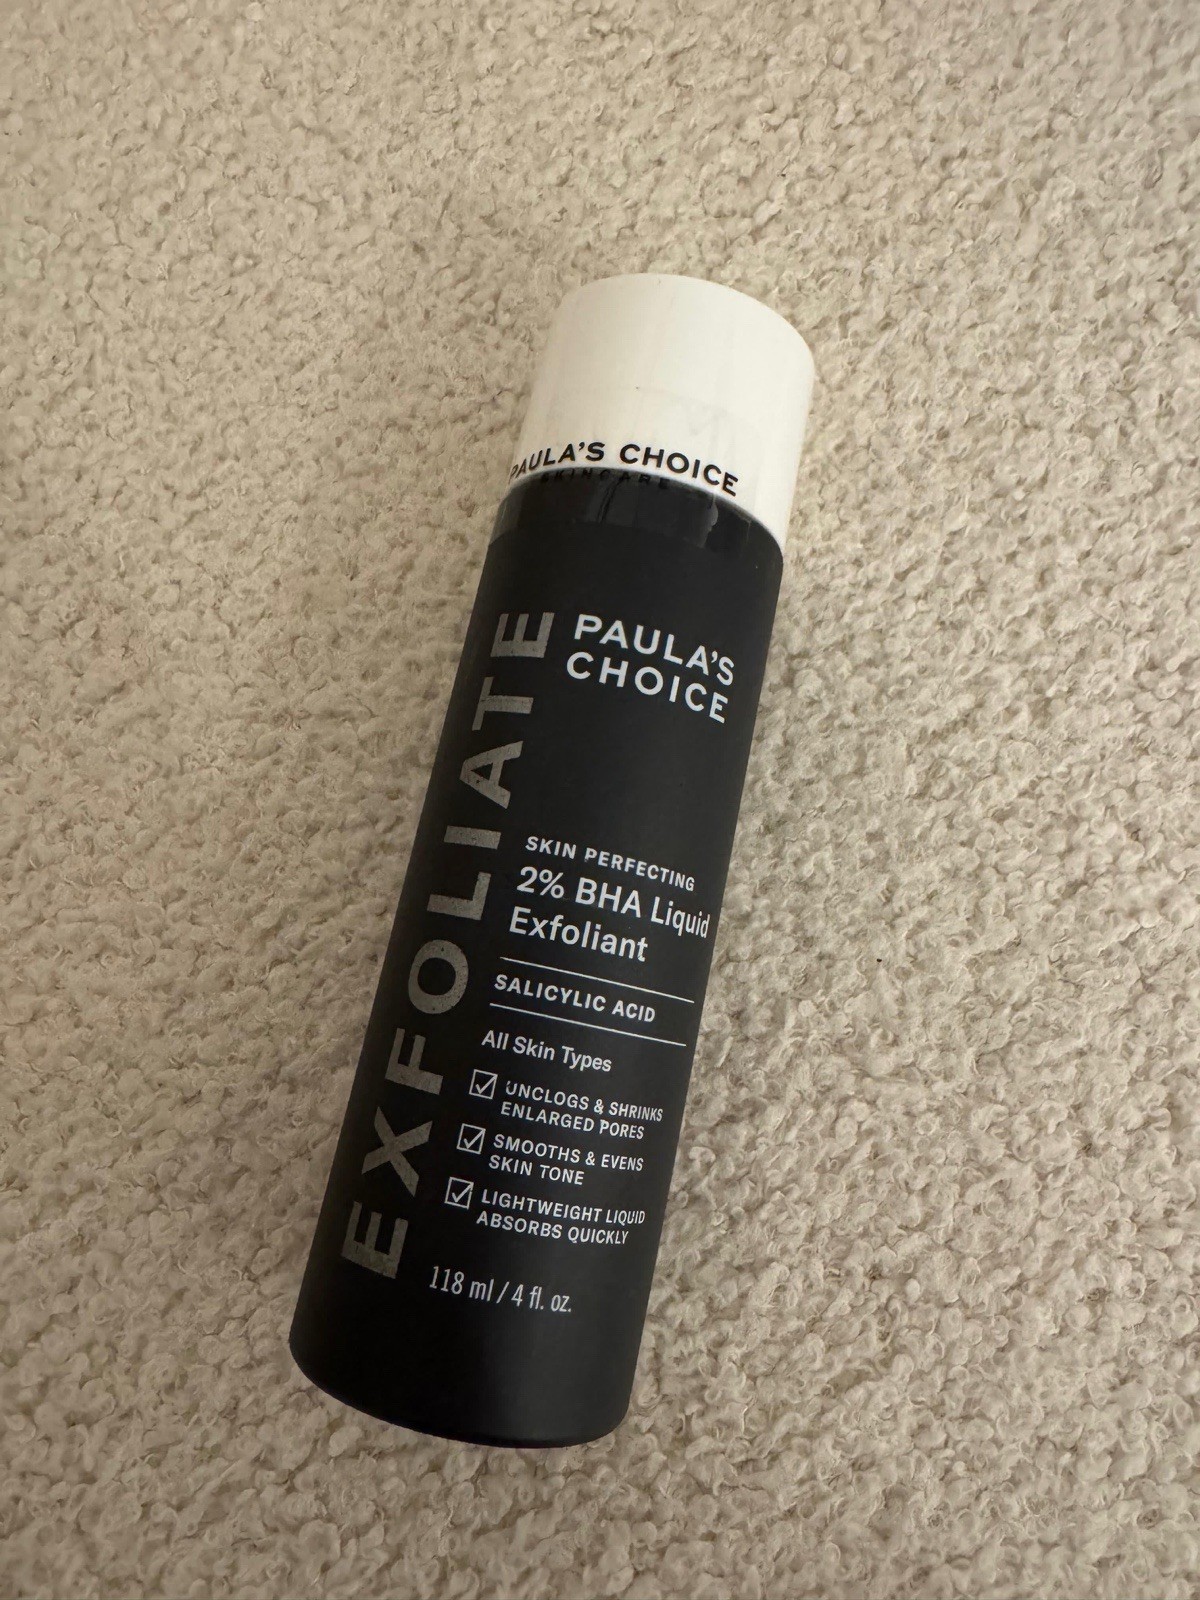 PAULA'S CHOICE
SKINCARE
EXFOLIATE
PAULA'S
CHOICE
SKIN PERFECTING
2% BHA Liquid
Exfoliant
SALICYLIC ACID
All Skin Types
UNCLOGS & SHRINKS
ENLARGED PORES
SMOOTHS & EVENS
SKIN TONE
LIGHTWEIGHT LIQUID
ABSORBS QUICKLY
118 ml / 4 fl. oz.